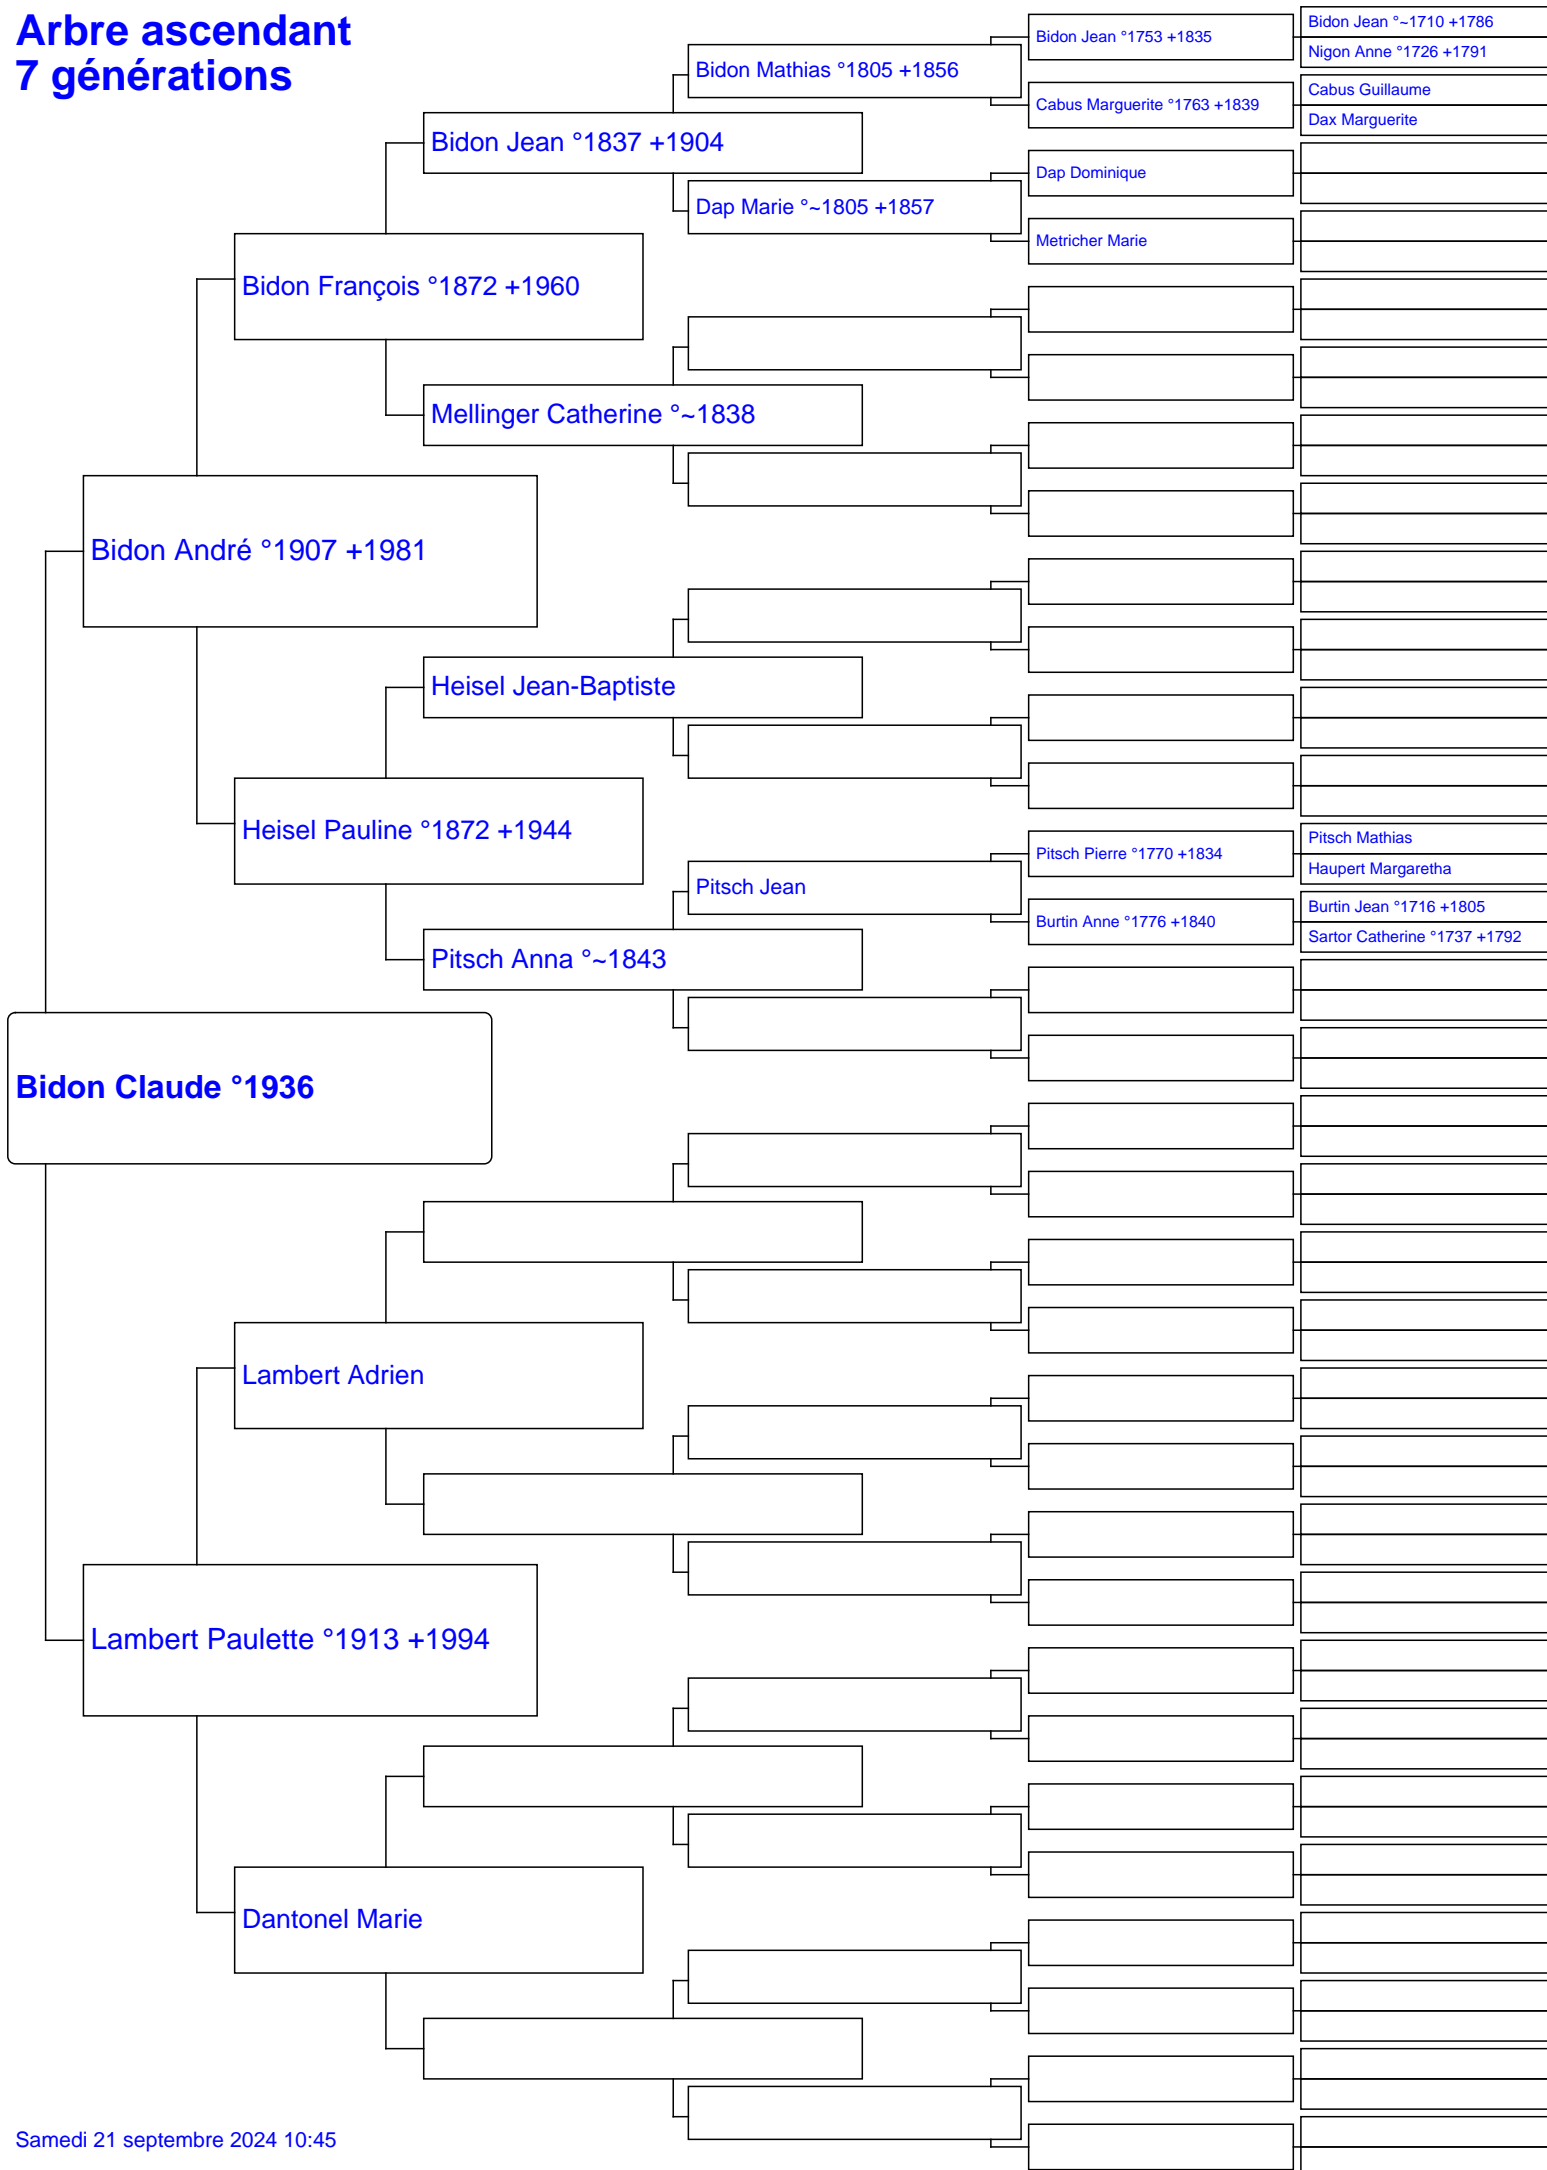 Arbre ascendant
7 générations
Bidon Jean °~1710 +1786
Bidon Jean °1753 +1835
Nigon Anne °1726 +1791
Bidon Mathias °1805 +1856
Cabus Guillaume
Cabus Marguerite °1763 +1839
Dax Marguerite
Bidon Jean °1837 +1904
Dap Dominique
Dap Marie °~1805 +1857
Metricher Marie
Bidon François °1872 +1960
Mellinger Catherine °~1838
Bidon André °1907 +1981
Heisel Jean-Baptiste
Heisel Pauline °1872 +1944
Pitsch Mathias
Pitsch Pierre °1770 +1834
Haupert Margaretha
Pitsch Jean
Burtin Jean °1716 +1805
Burtin Anne °1776 +1840
Sartor Catherine °1737 +1792
Pitsch Anna °~1843
Bidon Claude °1936
Lambert Adrien
Lambert Paulette °1913 +1994
Dantonel Marie
Samedi 21 septembre 2024 10:45